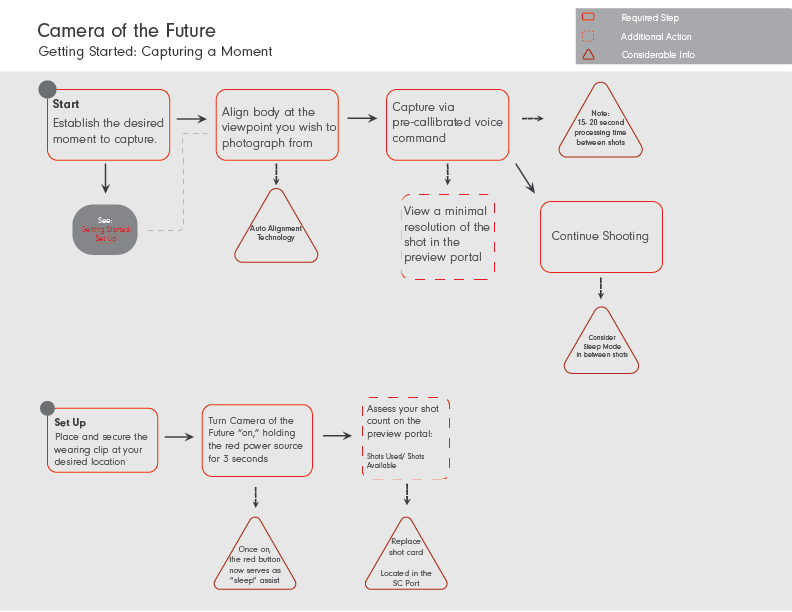 Camera of the Future
Getting Started: Capturing a Moment
Required Step
Additional Action
Considerable Info
Start
Establish the desired
moment to capture.
Align body at the
viewpoint you wish to
photograph from
Capture via
pre-callibrated voice
command
Note:
15- 20 second
processing time
between shots
See:
Getting Started:
Set Up
Auto Alignment
Technology
View a minimal
resolution of the
shot in the
preview portal
Continue Shooting
Consider
Sleep Mode
in between shots
Set Up
Place and secure the
wearing clip at your
desired location
Turn Camera of the
Future “on,” holding
the red power source
for 3 seconds
Assess your shot
count on the
preview portal:
Shots Used/ Shots
Available
Once on,
the red button
now serves as
“sleep” assist
Replace
shot card
Located in the
SC Port